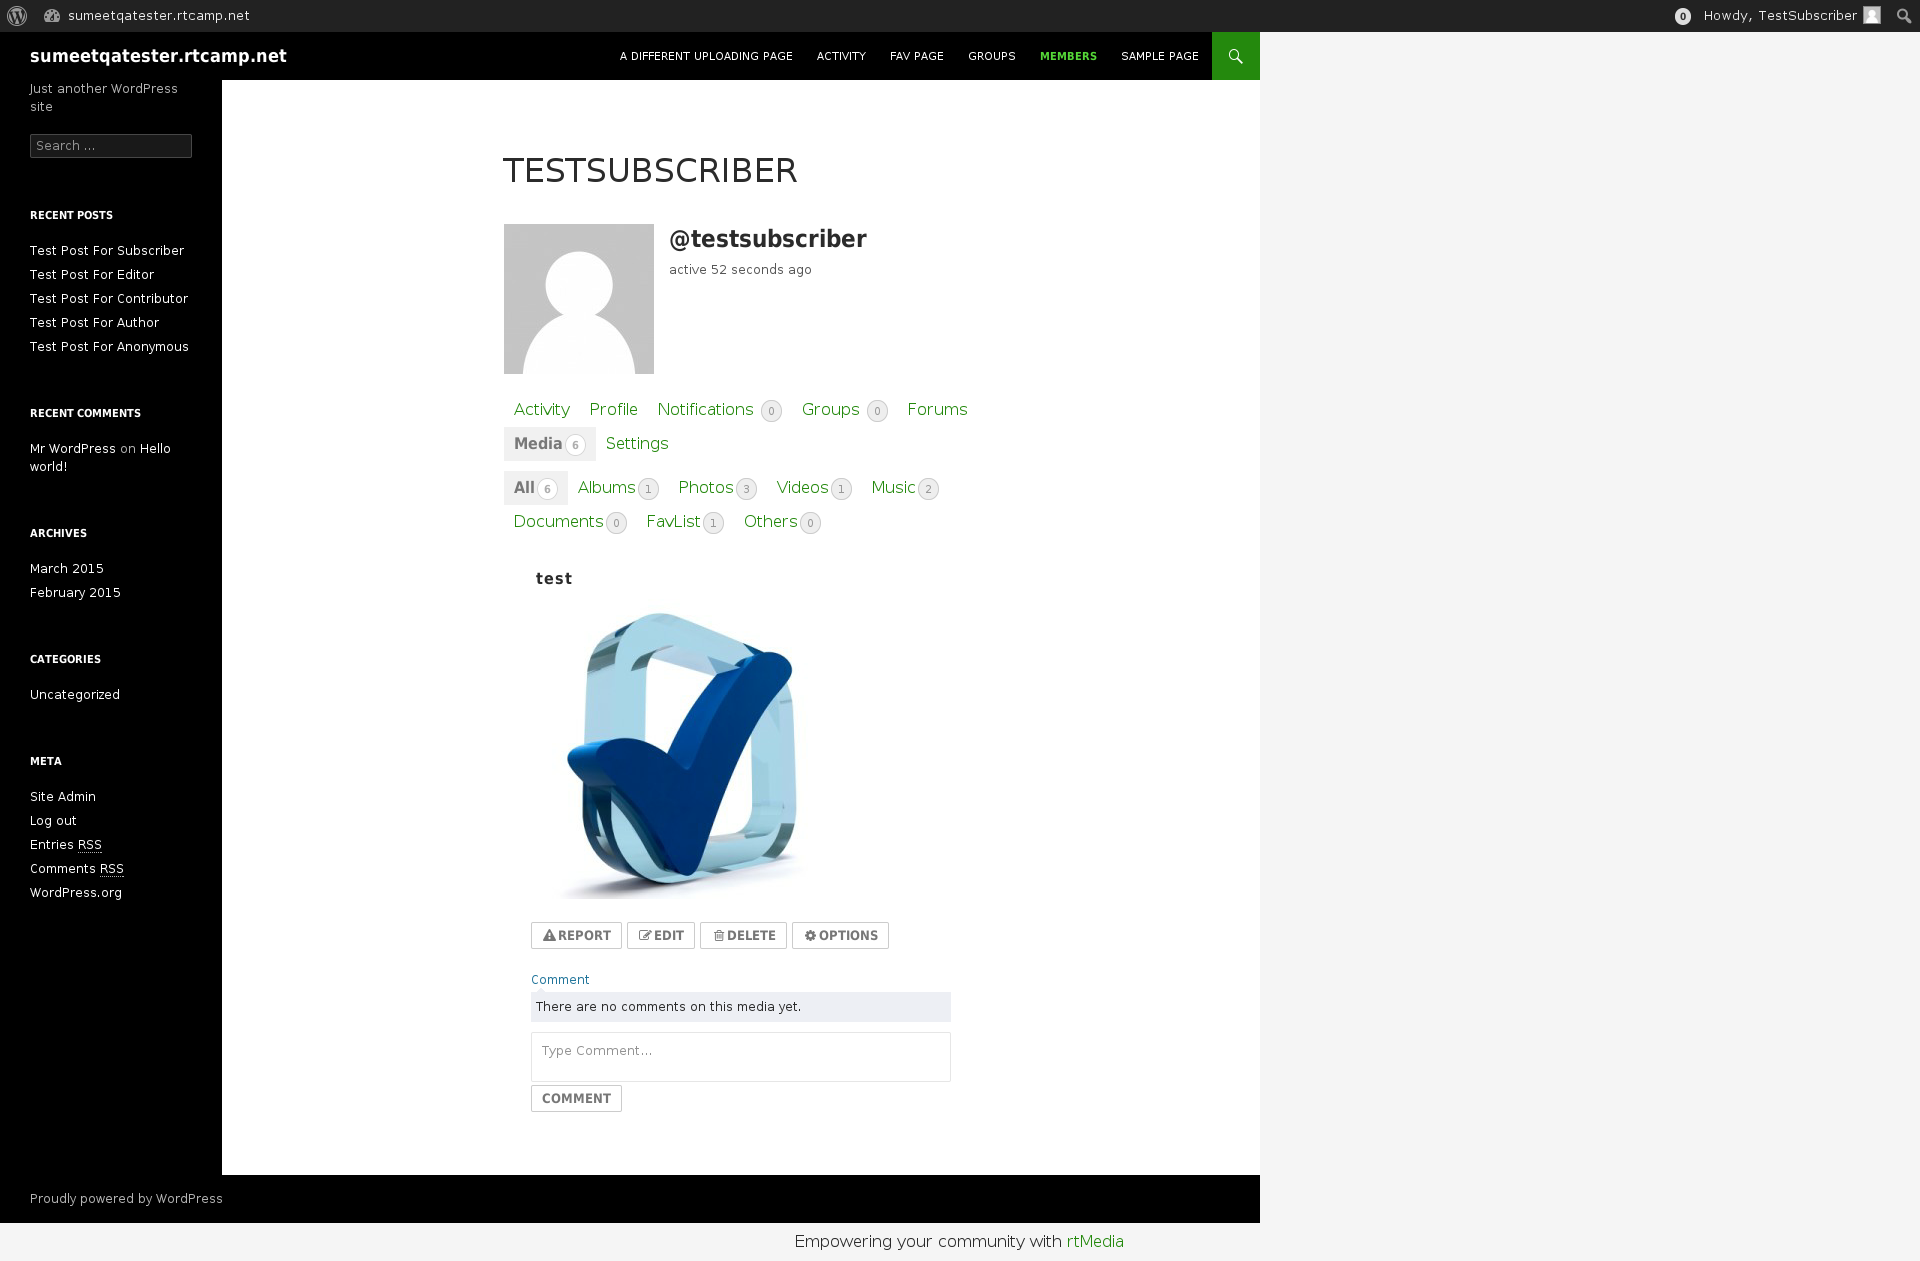 sumeetqatester.rtcamp.net
0 Howdy, TestSubscriber
sumeetqatester.rtcamp.net
A DIFFERENT UPLOADING PAGE ACTIVITY FAV PAGE GROUPS MEMBERS SAMPLE PAGE
Just another WordPress
site
Search ...
RECENT POSTS
Test Post For Subscriber
Test Post For Editor
Test Post For Contributor
Test Post For Author
Test Post For Anonymous
RECENT COMMENTS
Mr WordPress on Hello
world!
ARCHIVES
March 2015
February 2015
CATEGORIES
Uncategorized
META
Site Admin
Log out
Entries RSS
Comments RSS
WordPress.org
TESTSUBSCRIBER
@testsubscriber
active 52 seconds ago
Activity Profile Notifications 0 Groups 0 Forums
Media 6 Settings
All 6 Albums 1 Photos 3 Videos 1 Music 2
Documents 0 FavList 1 Others 0
test
REPORT EDIT DELETE OPTIONS
Comment
There are no comments on this media yet.
Type Comment...
COMMENT
Proudly powered by WordPress
Empowering your community with rtMedia